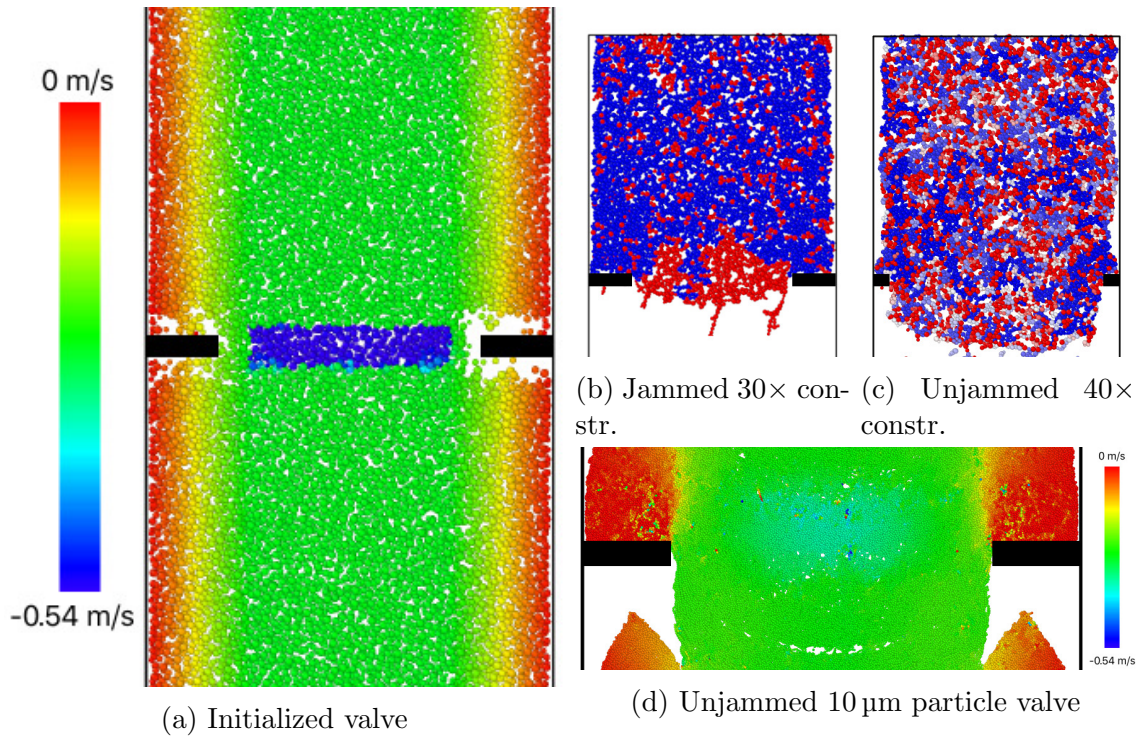 0 m/s
-0.54 m/s
(a) Initialized valve
(b) Jammed 30× con-
str.
(c) Unjammed 40×
constr.
0 m/s
-0.54 m/s
(d) Unjammed 10 μm particle valve